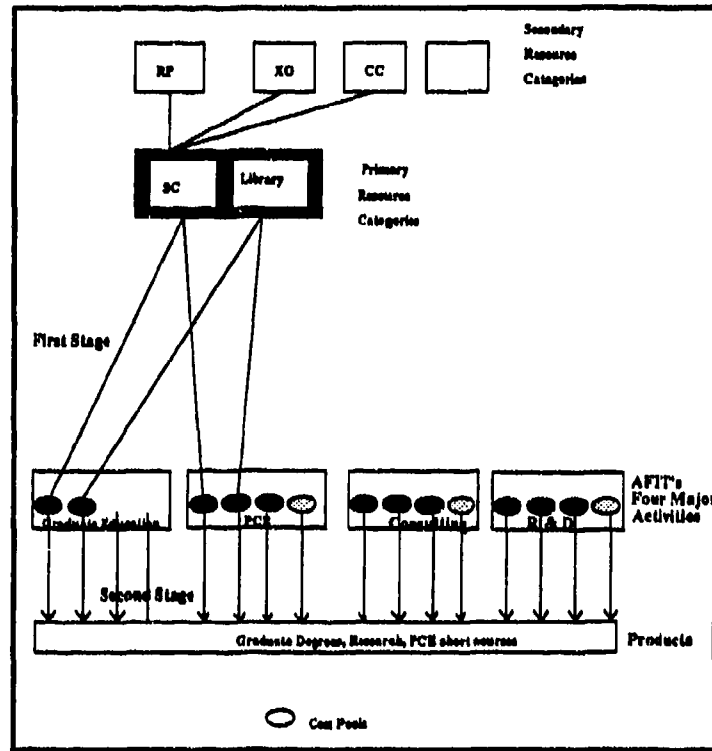 Secondary
Resource
Categories
RP
XO
CC
SC
Library
Primary
Resource
Categories
First Stage
AFIT's
Four Major
Activities
Graduate Education
PCE
Consulting
R & D
Second Stage
Graduate Degrees, Research, PCE short courses
Products
Cost Pools